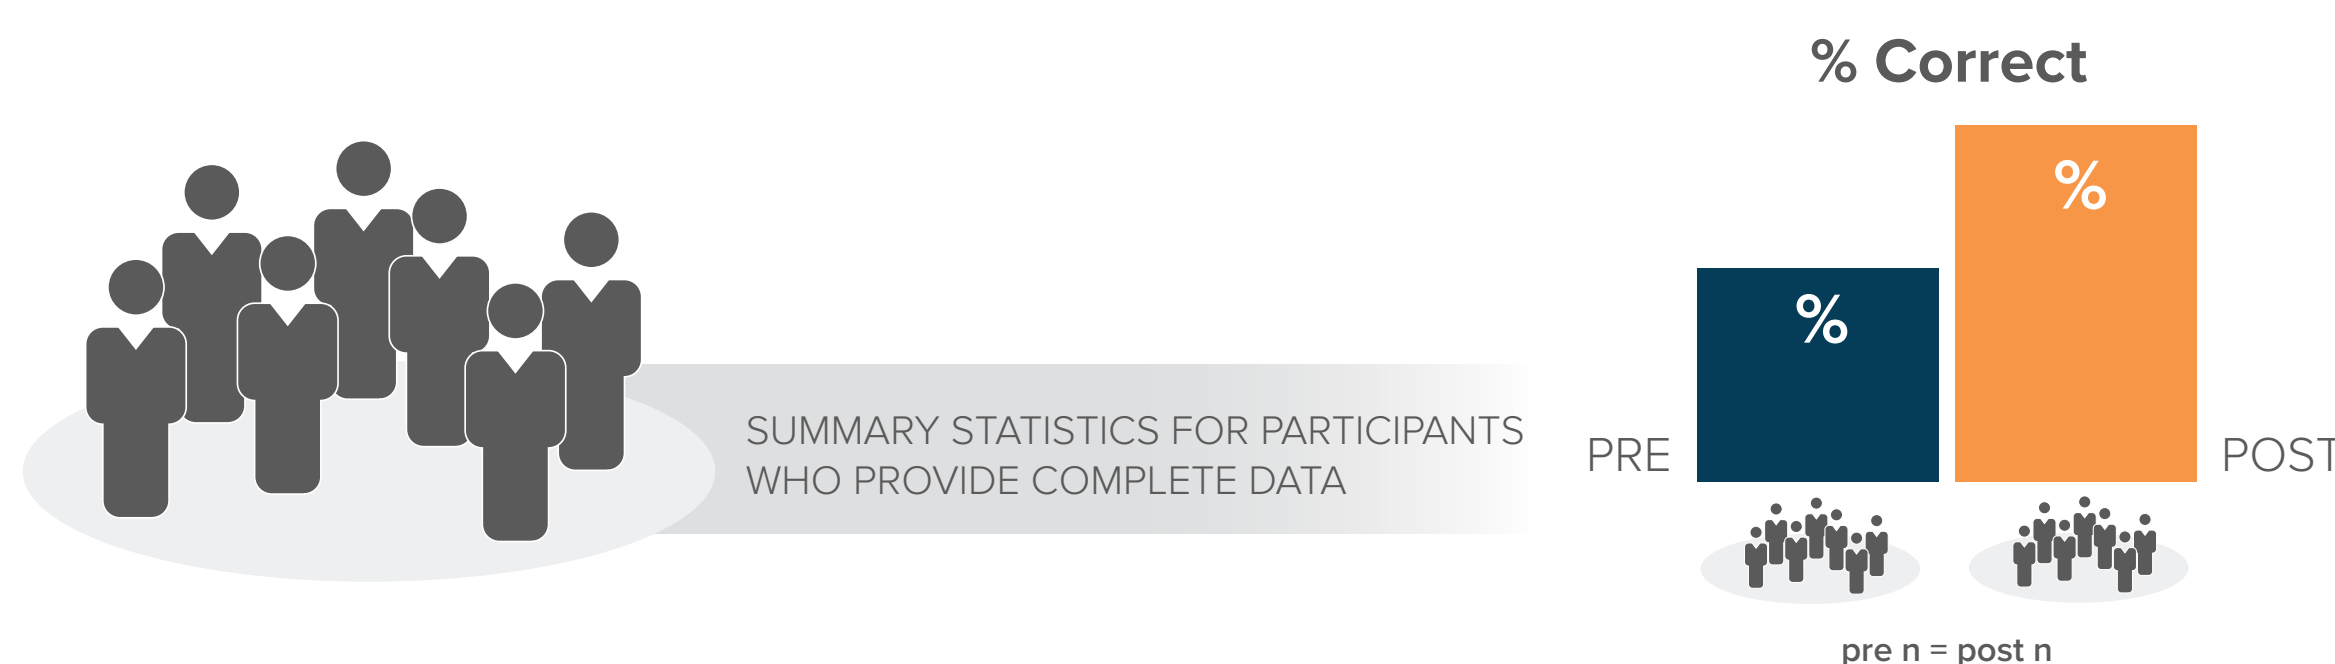 % Correct
%
%
SUMMARY STATISTICS FOR PARTICIPANTS
WHO PROVIDE COMPLETE DATA
PRE
POST
pre n = post n